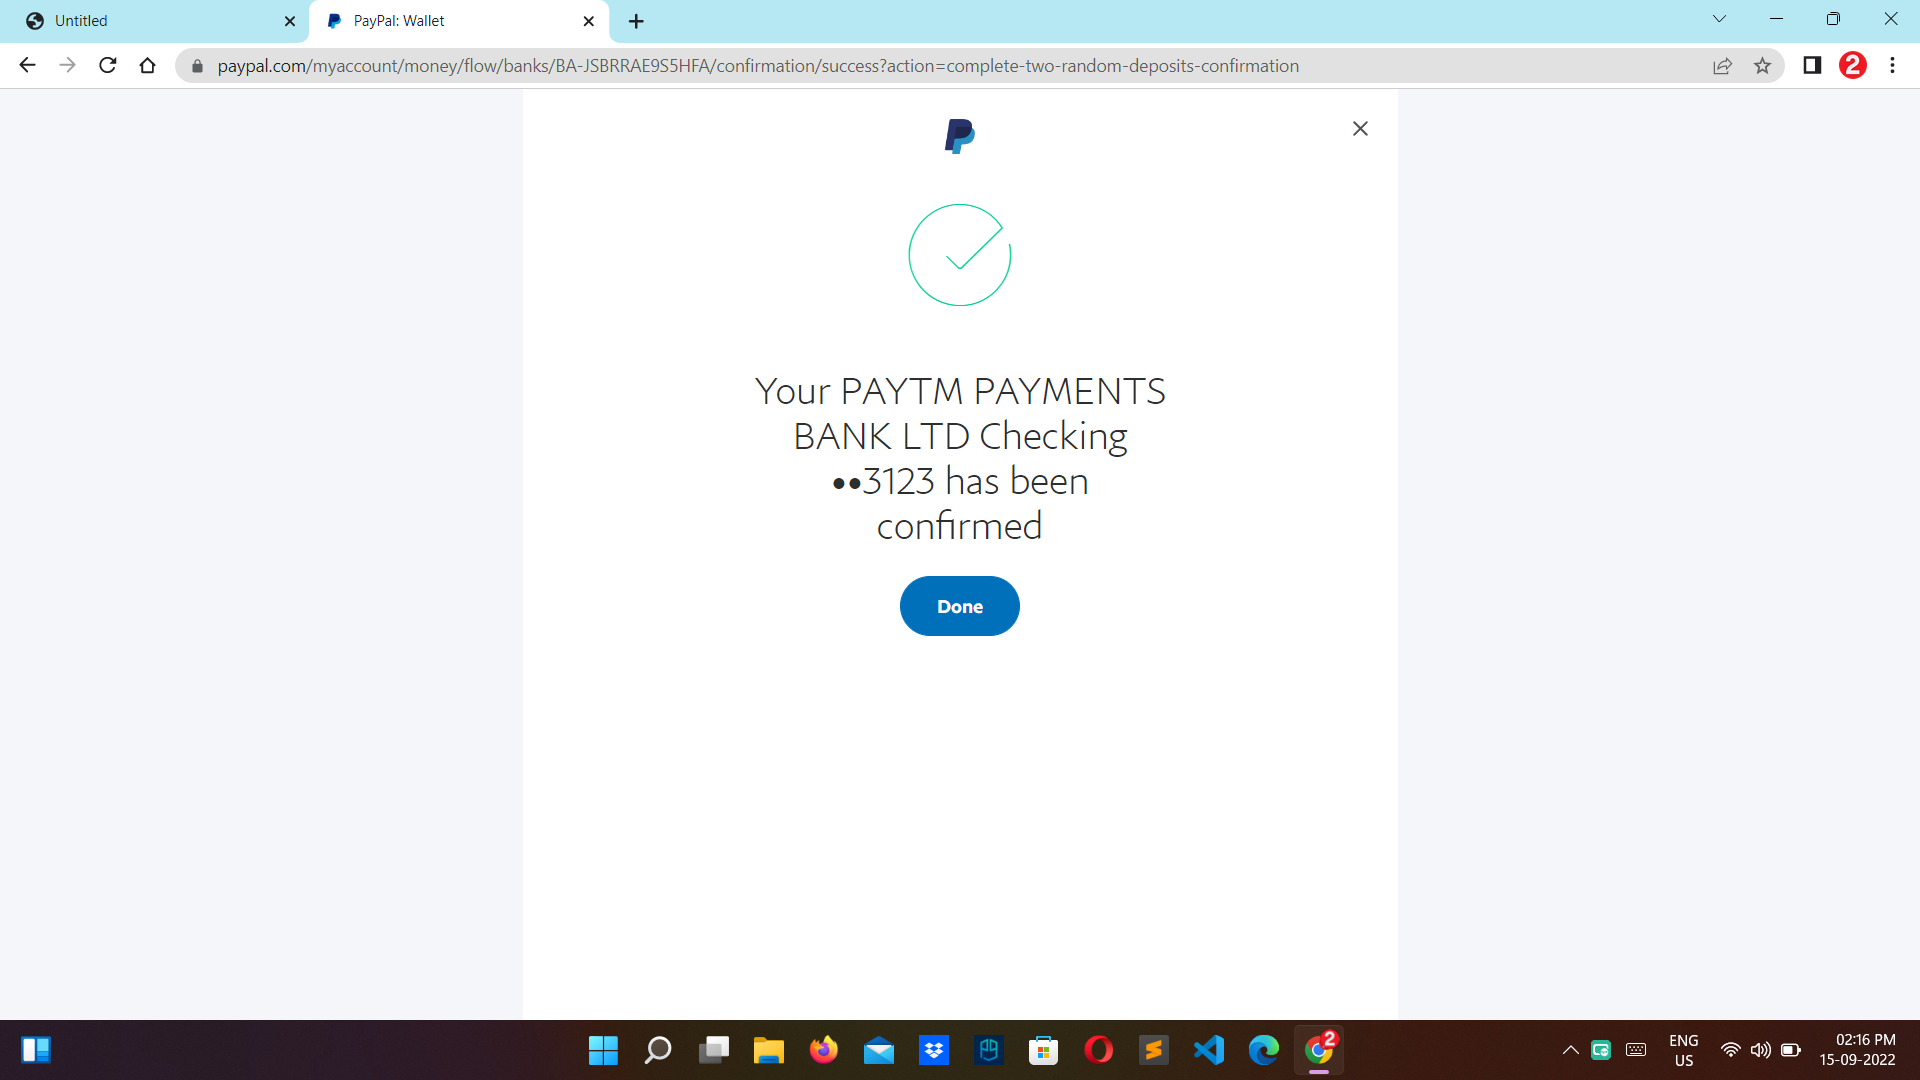 Untitled
PayPal: Wallet
paypal.com/myaccount/money/flow/banks/BA-JSBRRAE9S5HFA/confirmation/success?action=complete-two-random-deposits-confirmation
2
Your PAYTM PAYMENTS
BANK LTD Checking
••3123 has been
confirmed
Done
2
ENG
US
02:16 PM
15-09-2022